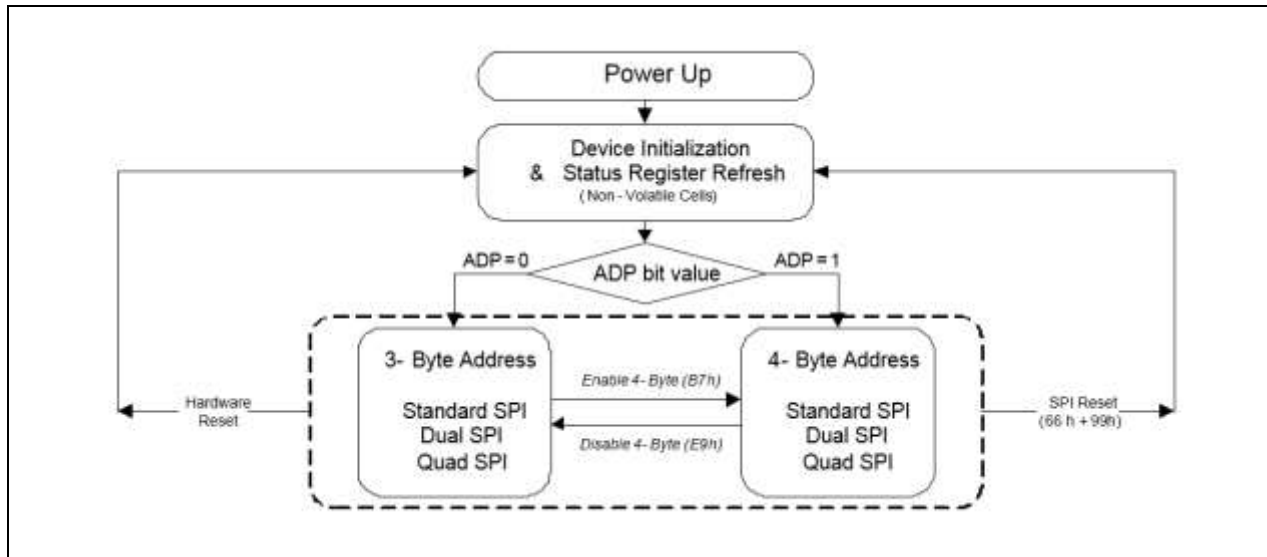 Power Up
Device Initialization
& Status Register Refresh
( Non - Volatile Cells)
ADP = 0
ADP bit value
ADP = 1
3- Byte Address
Standard SPI
Dual SPI
Quad SPI
Enable 4- Byte (B7h)
Disable 4- Byte (E9h)
4- Byte Address
Standard SPI
Dual SPI
Quad SPI
Hardware
Reset
SPI Reset
(66 h + 99h)